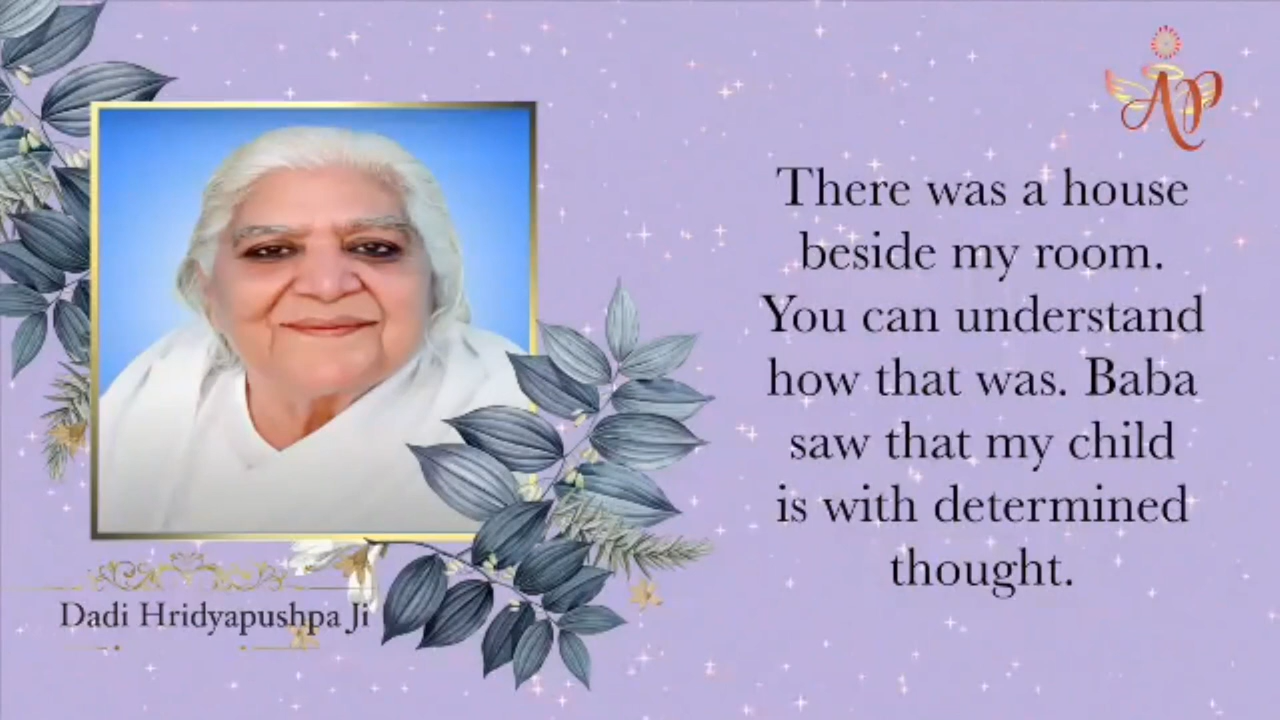 AP
There was a house
beside my room.
You can understand
how that was. Baba
saw that my child
is with determined
thought.
Dadi Hridyapushpa Ji